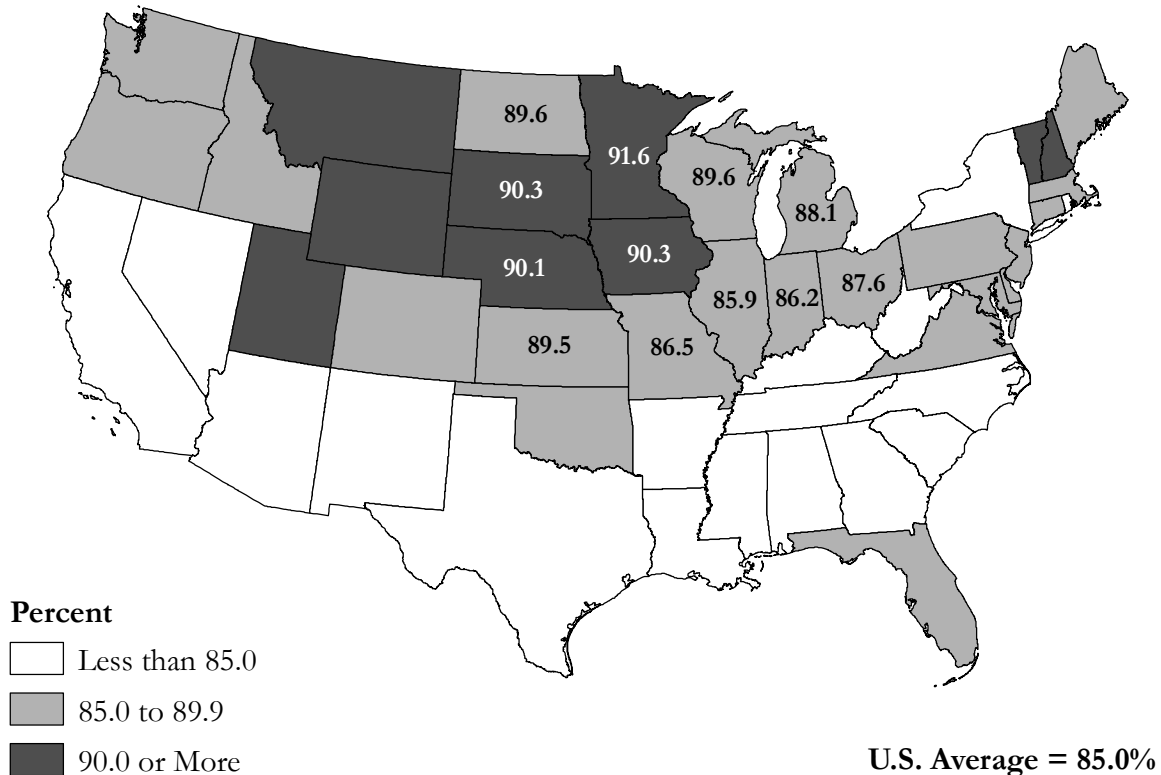 89.6
91.6
90.3
89.6
88.1
90.1
90.3
85.9
86.2
87.6
89.5
86.5
Percent
Less than 85.0
85.0 to 89.9
90.0 or More
U.S. Average = 85.0%